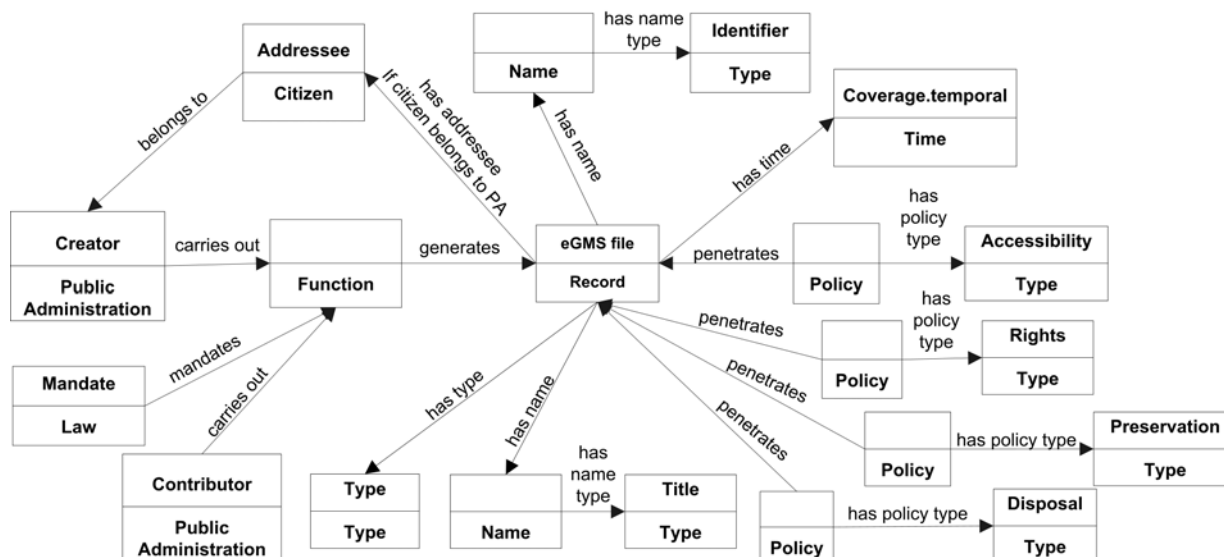 Addressee
Citizen
belongs to
has addressee
If citizen belongs to PA
Name
has name
type
Identifier
Type
has name
Coverage.temporal
Time
has time
Creator
Public
Administration
carries out
Function
generates
eGMS file
Record
penetrates
Policy
has
policy
type
Accessibility
Type
penetrates
Policy
has
policy
type
Rights
Type
Mandate
Law
mandates
carries out
Contributor
Public
Administration
has type
Type
Type
has name
Name
has
name
type
Title
Type
penetrates
Policy
has policy type
Preservation
Type
penetrates
Policy
has policy type
Disposal
Type